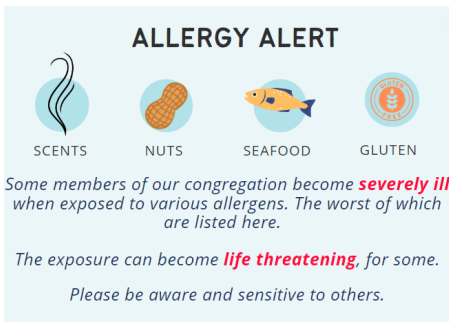 ALLERGY ALERT
GLUTEN
FREE
SCENTS
NUTS
SEAFOOD
GLUTEN
Some members of our congregation become severely ill
when exposed to various allergens. The worst of which
are listed here.
The exposure can become life threatening, for some.
Please be aware and sensitive to others.